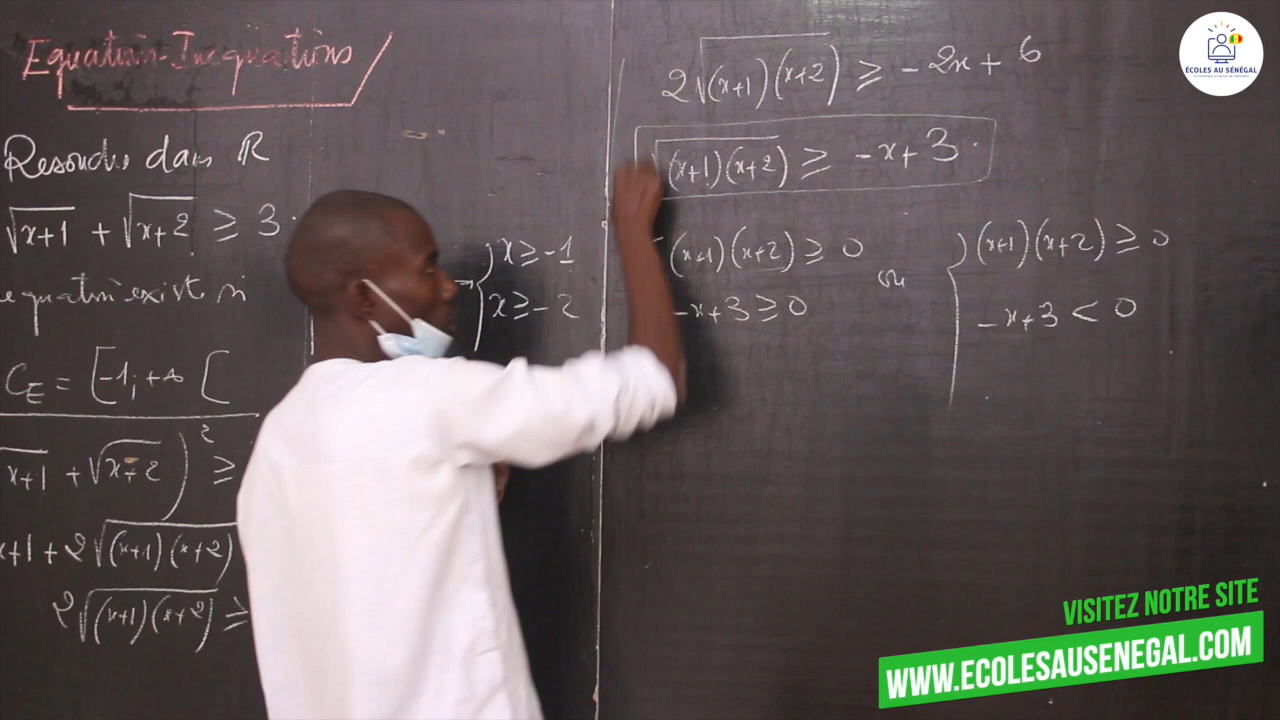 Equation-Inequations
Resoudre dans ℝ
√(x+1) + √(x+2) ≥ 3.
equation existe si
x ≥ -1
x ≥ -2
C_E = [-1; +∞[
√(x+1) + √(x+2))² ≥
x+1 + 2√((x+1)(x+2))
2√((x+1)(x+2)) ≥
2√((x+1)(x+2)) ≥ -2x + 6
√((x+1)(x+2)) ≥ -x + 3.
(x+1)(x+2) ≥ 0
-x+3 ≥ 0
ou
(x+1)(x+2) ≥ 0
-x+3 < 0
ÉCOLES AU SÉNÉGAL
VISITEZ NOTRE SITE
WWW.ECOLESAUSENEGAL.COM